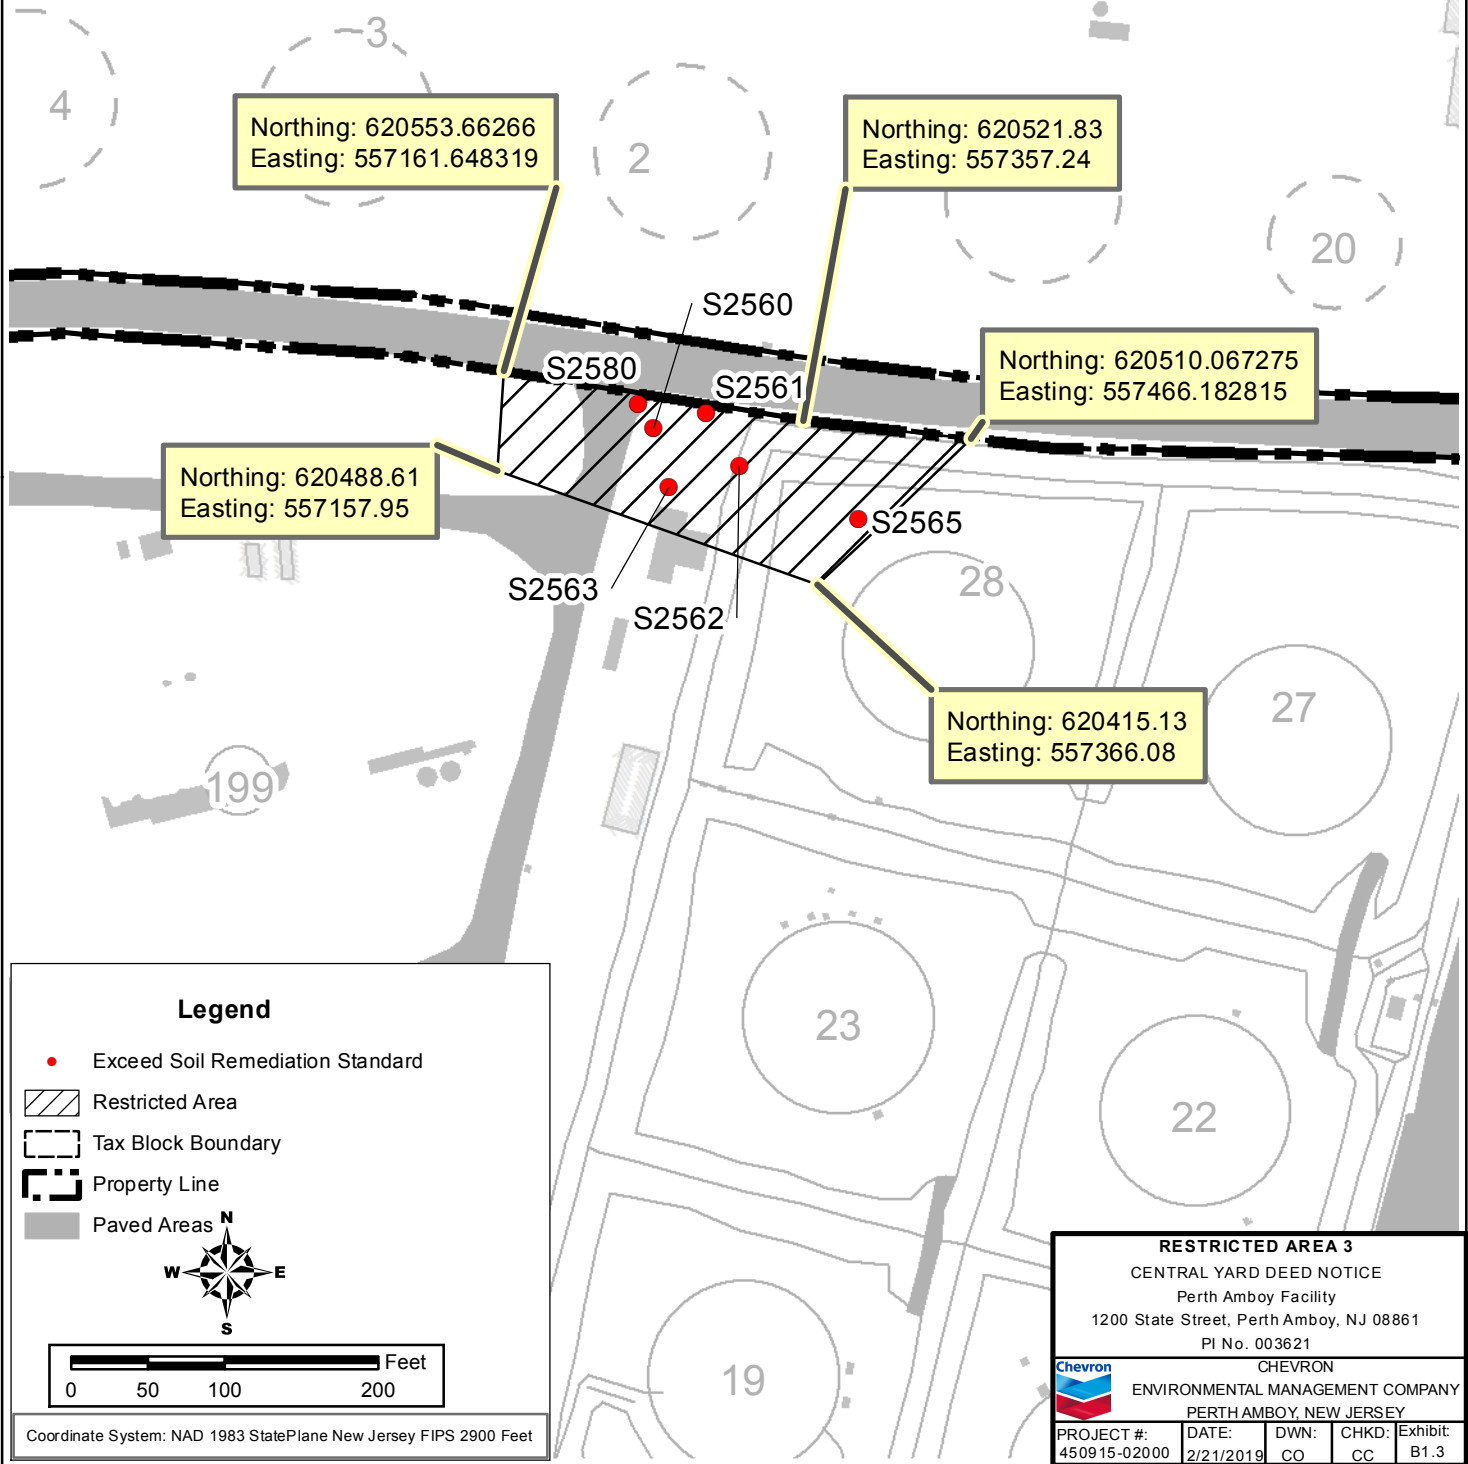 3
4
2
20
Northing: 620553.66266
Easting: 557161.648319
Northing: 620521.83
Easting: 557357.24
S2560
S2580
S2561
Northing: 620510.067275
Easting: 557466.182815
Northing: 620488.61
Easting: 557157.95
S2565
S2563
S2562
28
27
Northing: 620415.13
Easting: 557366.08
199
23
22
19
Legend
Exceed Soil Remediation Standard
Restricted Area
Tax Block Boundary
Property Line
Paved Areas
N
W E
S
Feet
0 50 100 200
Coordinate System: NAD 1983 StatePlane New Jersey FIPS 2900 Feet
RESTRICTED AREA 3
CENTRAL YARD DEED NOTICE
Perth Amboy Facility
1200 State Street, Perth Amboy, NJ 08861
PI No. 003621
Chevron
CHEVRON
ENVIRONMENTAL MANAGEMENT COMPANY
PERTH AMBOY, NEW JERSEY
PROJECT #: DATE: DWN: CHKD: Exhibit:
450915-02000 2/21/2019 CO CC B1.3